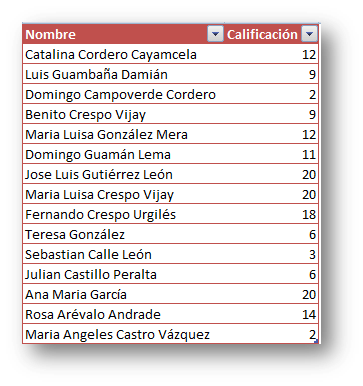 Nombre Calificación
Catalina Cordero Cayamcela 12
Luis Guambaña Damián 9
Domingo Campoverde Cordero 2
Benito Crespo Vijay 9
Maria Luisa González Mera 12
Domingo Guamán Lema 11
Jose Luis Gutiérrez León 20
Maria Luisa Crespo Vijay 20
Fernando Crespo Urgilés 18
Teresa González 6
Sebastian Calle León 3
Julian Castillo Peralta 6
Ana Maria García 20
Rosa Arévalo Andrade 14
Maria Angeles Castro Vázquez 2